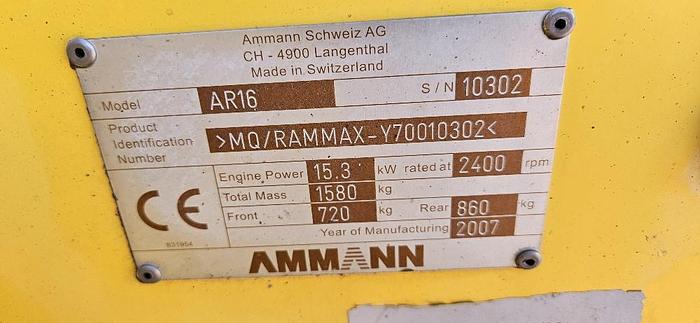 Ammann Schweiz AG
CH - 4900 Langenthal
Made in Switzerland
Model AR16 S / N 10302
Product Identification Number >MQ/RAMMAX-Y70010302<
Engine Power 15.3 kW rated at 2400 rpm
Total Mass 1580 kg
Front 720 kg Rear 860 kg
Year of Manufacturing 2007
CE
831954
AMMANN